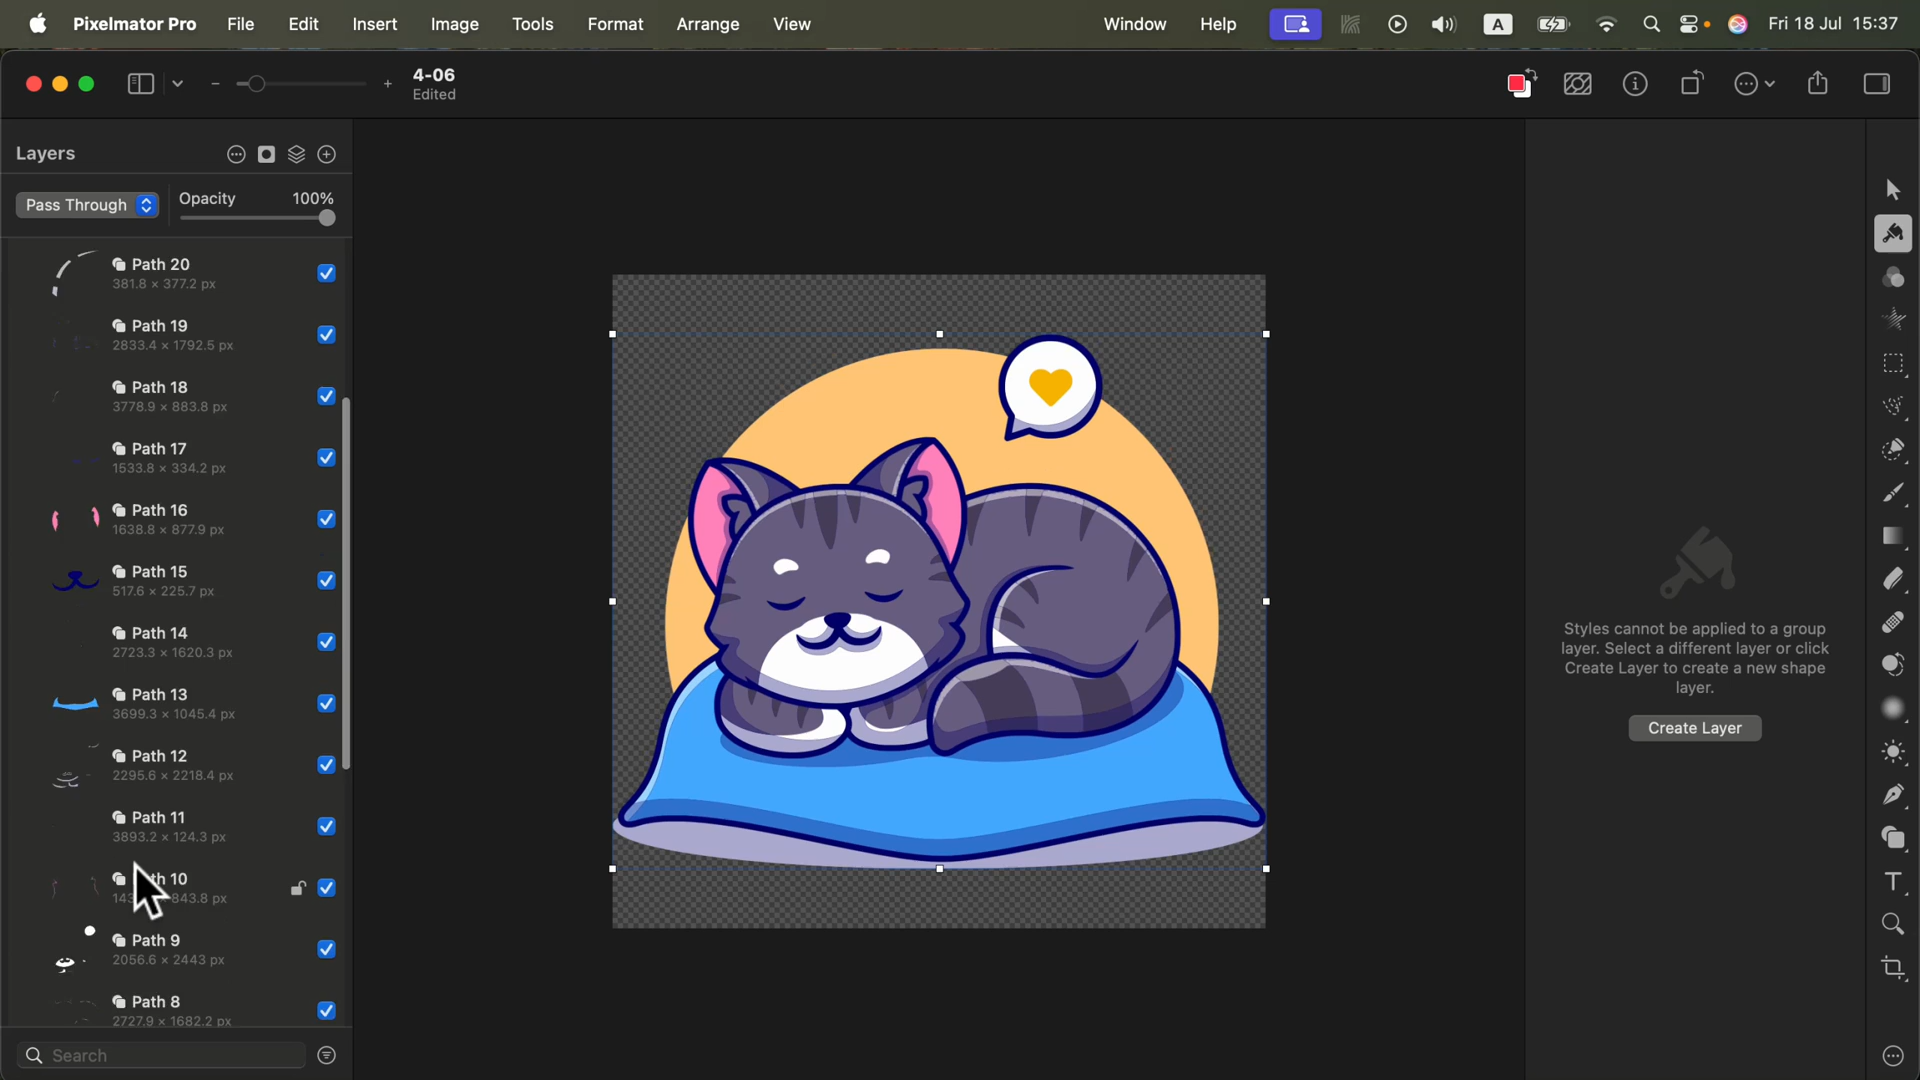 Pixelmator Pro File Edit Insert Image Tools Format Arrange View Window Help A Fri 18 Jul 15:37
4-06
Edited
Layers
Pass Through Opacity 100%
Path 20
381.8 × 377.2 px
Path 19
2833.4 × 1792.5 px
Path 18
3778.9 × 883.8 px
Path 17
1533.8 × 334.2 px
Path 16
1638.8 × 877.9 px
Path 15
517.6 × 225.7 px
Path 14
2723.3 × 1620.3 px
Path 13
3699.3 × 1045.4 px
Path 12
2295.6 × 2218.4 px
Path 11
3893.2 × 124.3 px
10
843.8 px
Path 9
2056.6 × 2443 px
Path 8
2727.9 × 1682.2 px
Search
Styles cannot be applied to a group
layer. Select a different layer or click
Create Layer to create a new shape
layer.
Create Layer